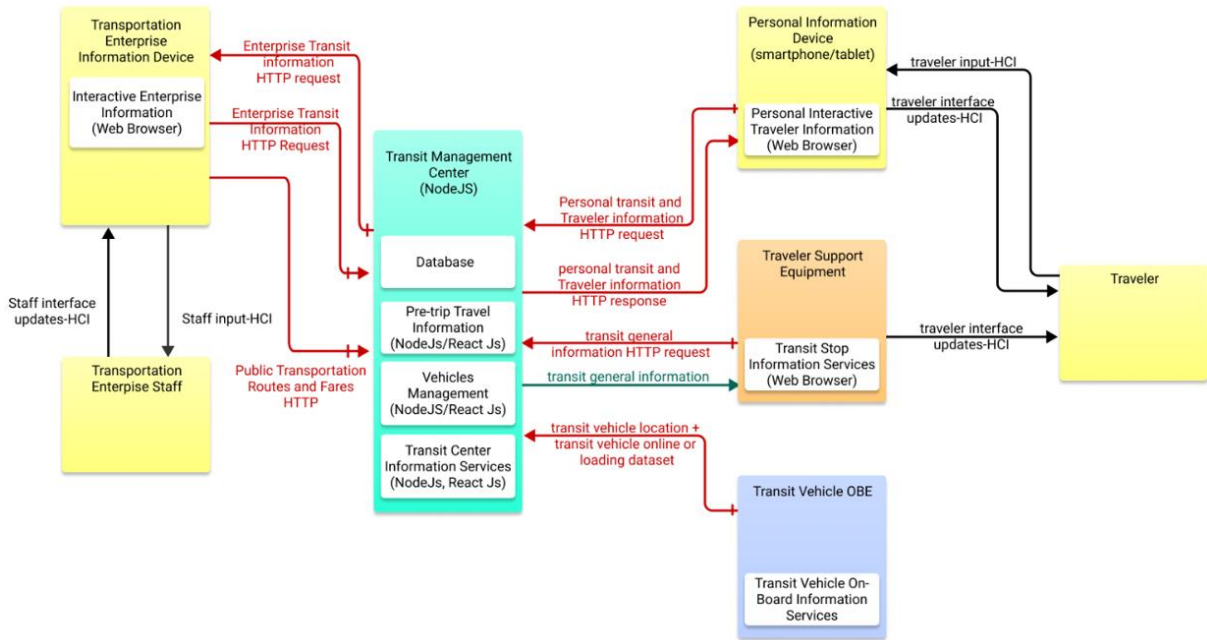 Transportation
Enterprise
Information Device
Interactive Enterprise
Information
(Web Browser)
Enterprise Transit
information
HTTP request
Enterprise Transit
Information
HTTP Request
Staff interface
updates-HCI
Staff input-HCI
Transportation
Enterpise Staff
Public Transportation
Routes and Fares
HTTP
Transit Management
Center
(NodeJS)
Database
Pre-trip Travel
Information
(NodeJs/React Js)
Vehicles
Management
(NodeJS/React Js)
Transit Center
Information Services
(NodeJs, React Js)
Personal transit and
Traveler information
HTTP request
personal transit and
Traveler information
HTTP response
transit general
information HTTP request
transit general information
transit vehicle location +
transit vehicle online or
loading dataset
Personal Information
Device
(smartphone/tablet)
Personal Interactive
Traveler Information
(Web Browser)
Traveler Support
Equipment
Transit Stop
Information Services
(Web Browser)
Transit Vehicle OBE
Transit Vehicle On-
Board Information
Services
traveler input-HCI
traveler interface
updates-HCI
traveler interface
updates-HCI
Traveler